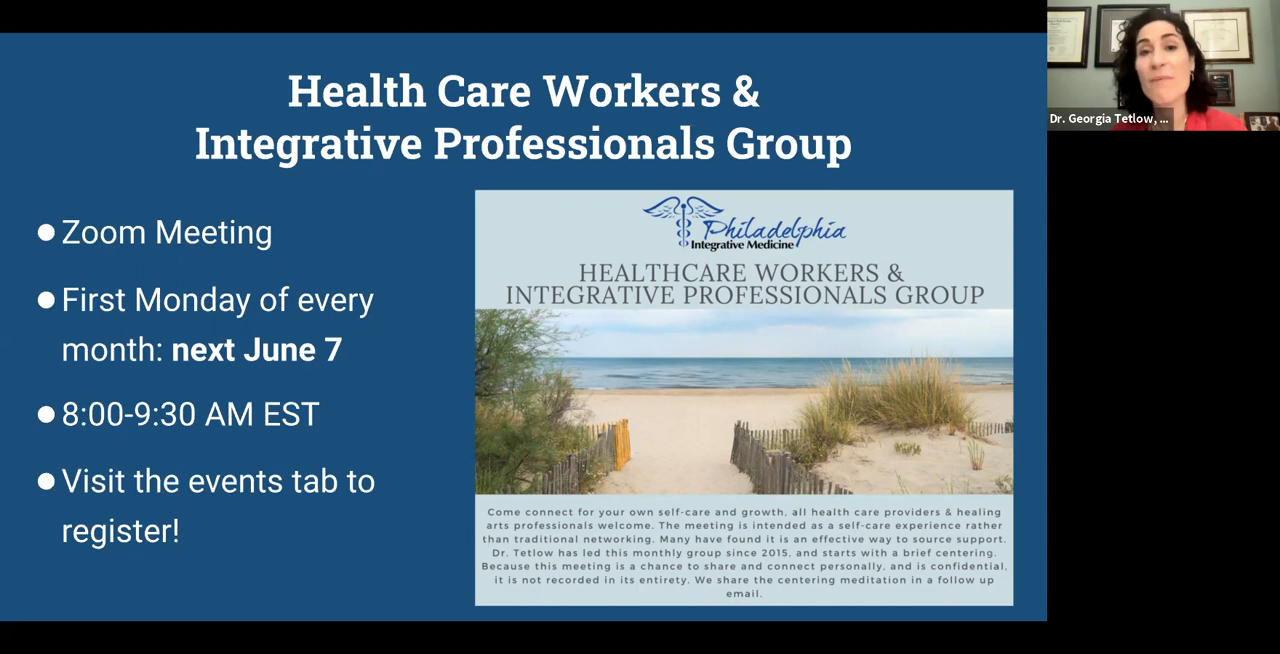 Health Care Workers &
Integrative Professionals Group
Zoom Meeting
First Monday of every
month: next June 7
8:00-9:30 AM EST
Visit the events tab to
register!
Philadelphia
Integrative Medicine
HEALTHCARE WORKERS &
INTEGRATIVE PROFESSIONALS GROUP
Come connect for your own self-care and growth, all health care providers & healing
arts professionals welcome. The meeting is intended as a self-care experience rather
than traditional networking. Many have found it is an effective way to source support.
Dr. Tetlow has led this monthly group since 2015, and starts with a brief centering.
Because this meeting is a chance to share and connect personally, and is confidential,
it is not recorded in its entirety. We share the centering meditation in a follow up
email.
Dr. Georgia Tetlow, ...